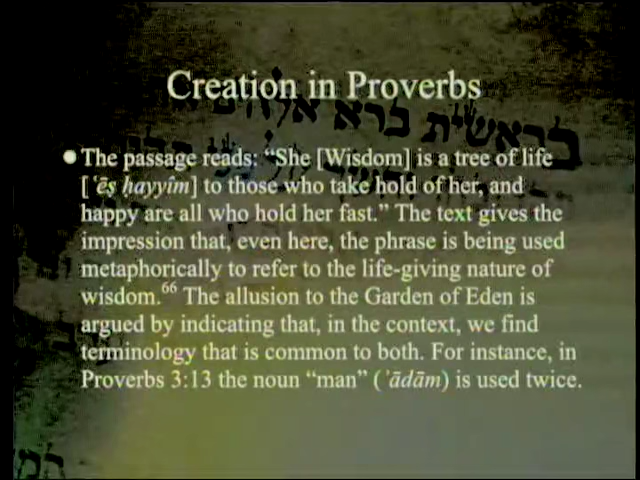 Creation in Proverbs
The passage reads: “She [Wisdom] is a tree of life
[ʿēṣ ḥayyîm] to those who take hold of her, and
happy are all who hold her fast.” The text gives the
impression that, even here, the phrase is being used
metaphorically to refer to the life-giving nature of
wisdom.66 The allusion to the Garden of Eden is
argued by indicating that, in the context, we find
terminology that is common to both. For instance, in
Proverbs 3:13 the noun “man” (ʾādām) is used twice.
בראשית ברא אלהים